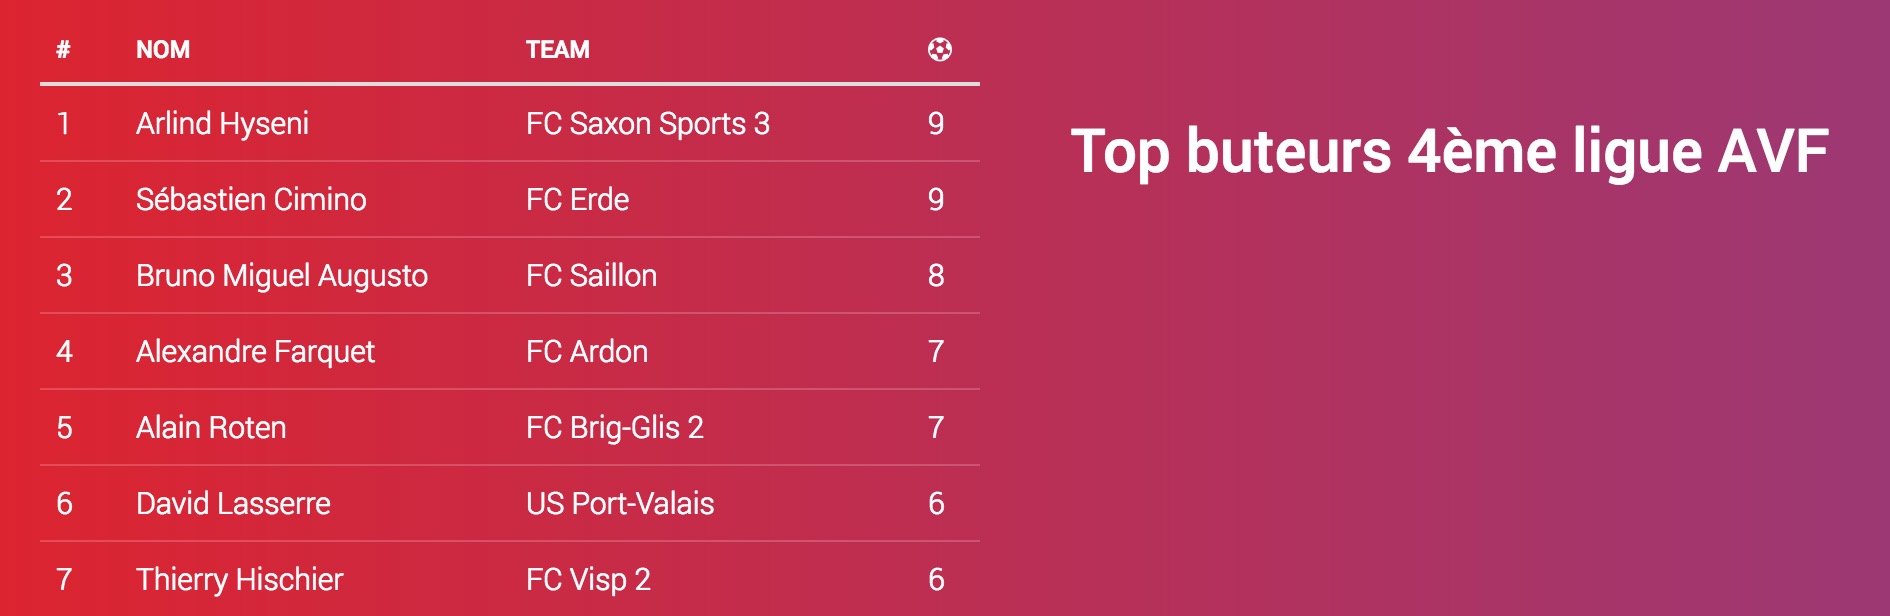 # NOM TEAM
1 Arlind Hyseni FC Saxon Sports 3 9
2 Sébastien Cimino FC Erde 9
3 Bruno Miguel Augusto FC Saillon 8
4 Alexandre Farquet FC Ardon 7
5 Alain Roten FC Brig-Glis 2 7
6 David Lasserre US Port-Valais 6
7 Thierry Hischier FC Visp 2 6
Top buteurs 4ème ligue AVF